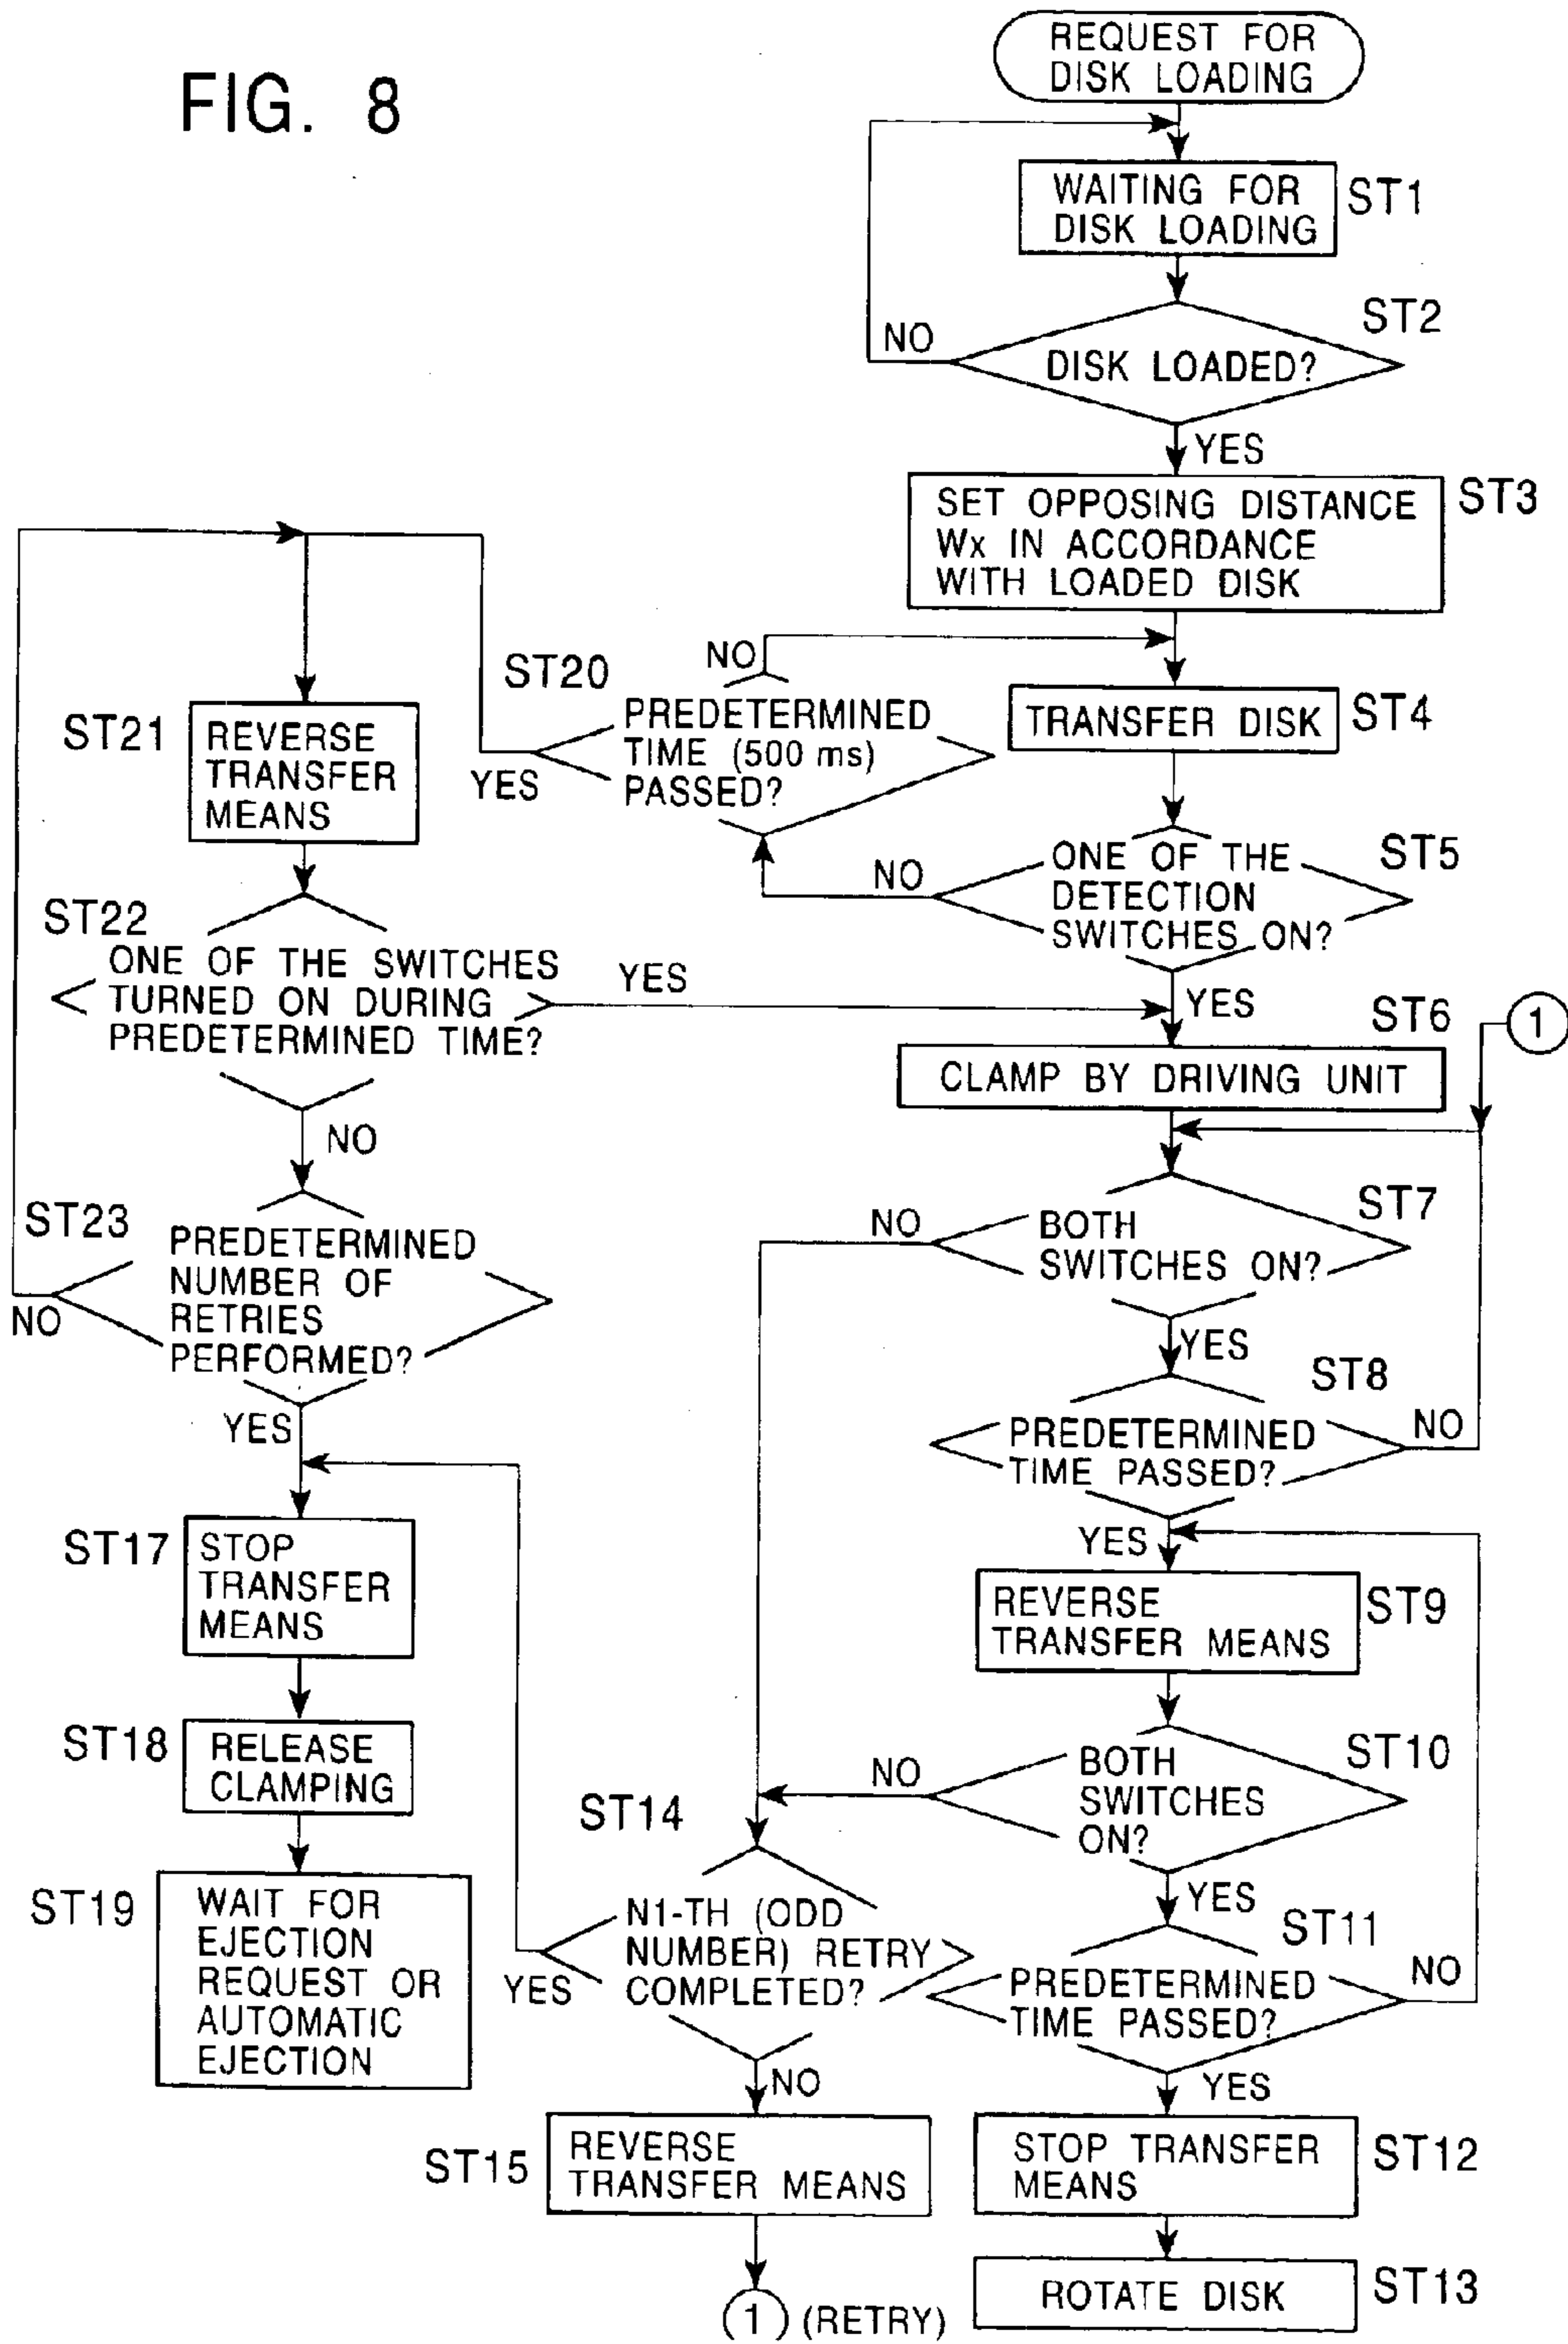 FIG. 8
REQUEST FOR
DISK LOADING
WAITING FOR
DISK LOADING
ST1
ST2
NO
DISK LOADED?
YES
SET OPPOSING DISTANCE
Wx IN ACCORDANCE
WITH LOADED DISK
ST3
NO
ST20
PREDETERMINED
TIME (500 ms)
PASSED?
YES
TRANSFER DISK
ST4
ST21
REVERSE
TRANSFER
MEANS
NO
ONE OF THE
DETECTION
SWITCHES ON?
ST5
ST22
ONE OF THE SWITCHES
TURNED ON DURING
PREDETERMINED TIME?
YES
YES
ST6
1
CLAMP BY DRIVING UNIT
NO
ST23
PREDETERMINED
NUMBER OF
RETRIES
PERFORMED?
NO
YES
NO
BOTH
SWITCHES ON?
ST7
YES
ST8
PREDETERMINED
TIME PASSED?
NO
YES
ST17
STOP
TRANSFER
MEANS
REVERSE
TRANSFER MEANS
ST9
ST18
RELEASE
CLAMPING
NO
BOTH
SWITCHES
ON?
ST10
YES
ST14
ST19
WAIT FOR
EJECTION
REQUEST OR
AUTOMATIC
EJECTION
N1-TH (ODD
NUMBER) RETRY
COMPLETED?
YES
ST11
PREDETERMINED
TIME PASSED?
NO
NO
YES
ST15
REVERSE
TRANSFER MEANS
STOP TRANSFER
MEANS
ST12
1 (RETRY)
ROTATE DISK
ST13